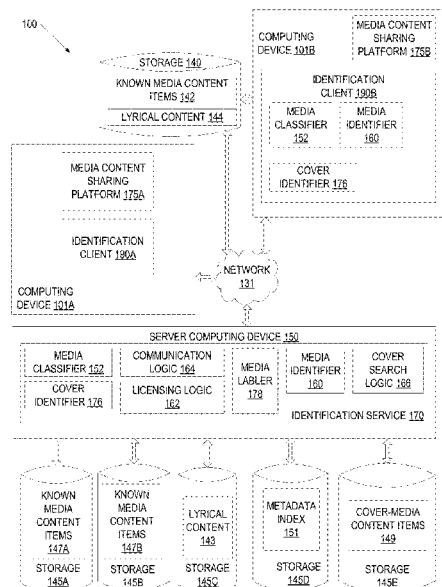 100
COMPUTING
DEVICE 101B
MEDIA CONTENT
SHARING
PLATFORM 175B
IDENTIFICATION
CLIENT 190B
MEDIA
CLASSIFIER
152
MEDIA
IDENTIFIER
160
COVER
IDENTIFIER 176
STORAGE 140
KNOWN MEDIA CONTENT
ITEMS 142
LYRICAL CONTENT 144
MEDIA CONTENT
SHARING
PLATFORM 175A
IDENTIFICATION
CLIENT 190A
COMPUTING
DEVICE 101A
NETWORK
131
SERVER COMPUTING DEVICE 150
MEDIA
CLASSIFIER 152
COMMUNICATION
LOGIC 164
MEDIA
LABLER
178
MEDIA
IDENTIFIER
160
COVER
SEARCH
LOGIC 166
COVER
IDENTIFIER 176
LICENSING LOGIC
162
IDENTIFICATION SERVICE 170
KNOWN
MEDIA
CONTENT
ITEMS
147A
STORAGE
145A
KNOWN
MEDIA
CONTENT
ITEMS
147B
STORAGE
145B
LYRICAL
CONTENT
143
STORAGE
145C
METADATA
INDEX
151
STORAGE
145D
COVER-MEDIA
CONTENT ITEMS
149
STORAGE
145E